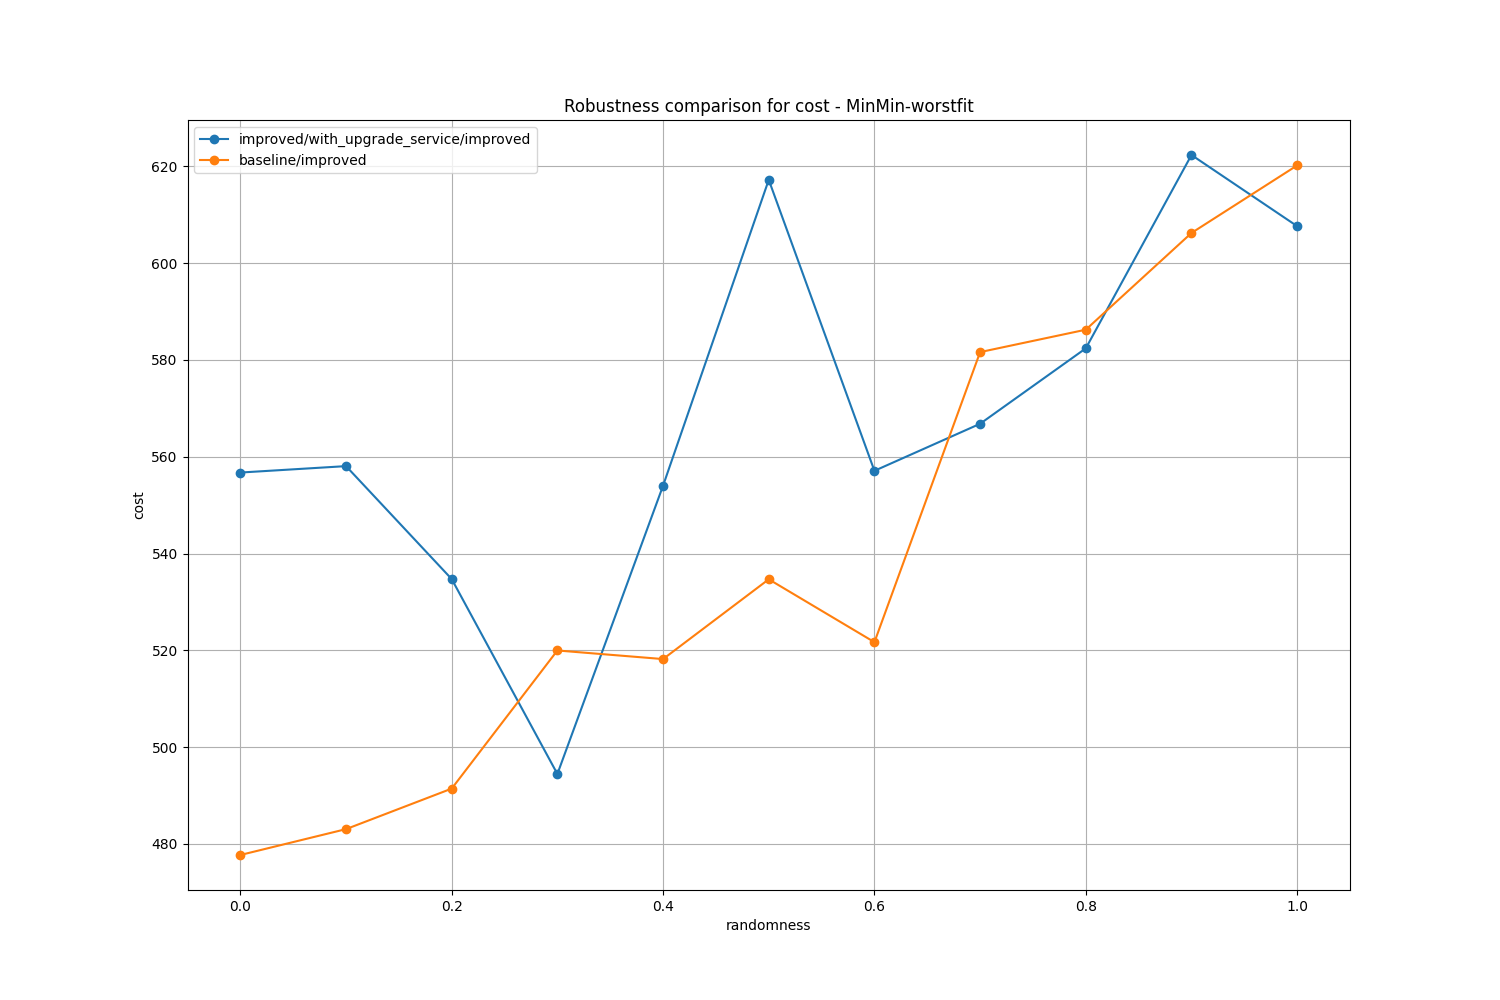 Robustness comparison for cost - MinMin-worstfit
improved/with_upgrade_service/improved
baseline/improved
620
600
580
560
540
520
500
480
cost
0.0 0.2 0.4 0.6 0.8 1.0
randomness